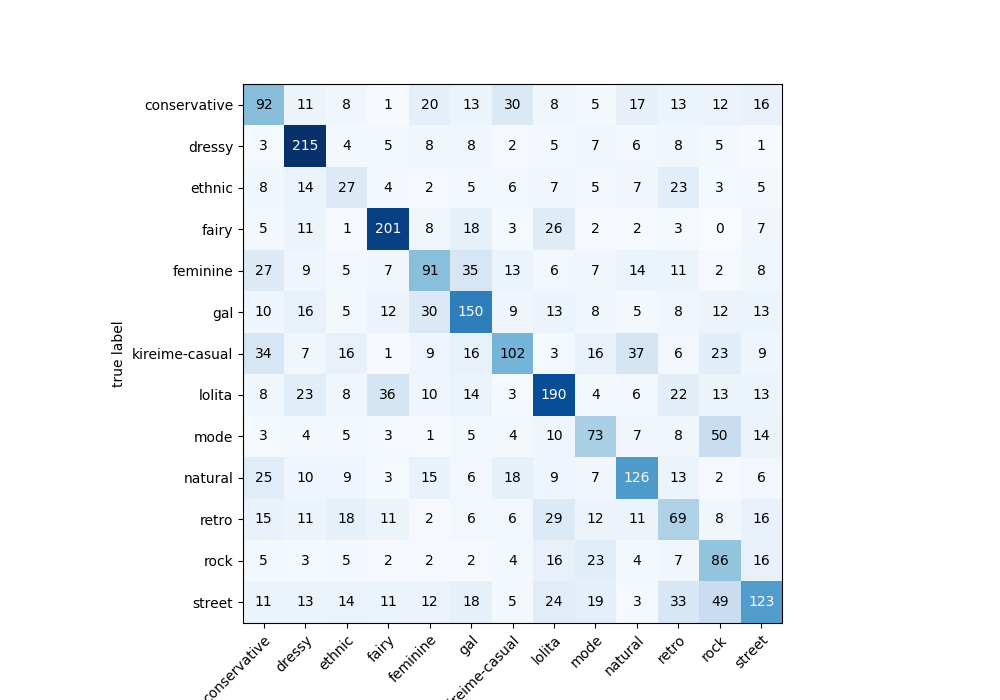 conservative 92 11 8 1 20 13 30 8 5 17 13 12 16
dressy 3 215 4 5 8 8 2 5 7 6 8 5 1
ethnic 8 14 27 4 2 5 6 7 5 7 23 3 5
fairy 5 11 1 201 8 18 3 26 2 2 3 0 7
feminine 27 9 5 7 91 35 13 6 7 14 11 2 8
gal 10 16 5 12 30 150 9 13 8 5 8 12 13
true label
kireime-casual 34 7 16 1 9 16 102 3 16 37 6 23 9
lolita 8 23 8 36 10 14 3 190 4 6 22 13 13
mode 3 4 5 3 1 5 4 10 73 7 8 50 14
natural 25 10 9 3 15 6 18 9 7 126 13 2 6
retro 15 11 18 11 2 6 6 29 12 11 69 8 16
rock 5 3 5 2 2 2 4 16 23 4 7 86 16
street 11 13 14 11 12 18 5 24 19 3 33 49 123
conservative dressy ethnic fairy feminine gal reime-casual lolita mode natural retro rock street